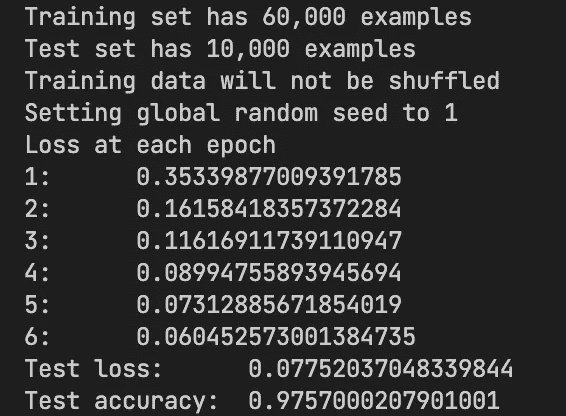 Training set has 60,000 examples
Test set has 10,000 examples
Training data will not be shuffled
Setting global random seed to 1
Loss at each epoch
1: 0.35339877009391785
2: 0.16158418357372284
3: 0.11616911739110947
4: 0.08994755893945694
5: 0.07312885671854019
6: 0.060452573001384735
Test loss: 0.07752037048339844
Test accuracy: 0.9757000207901001